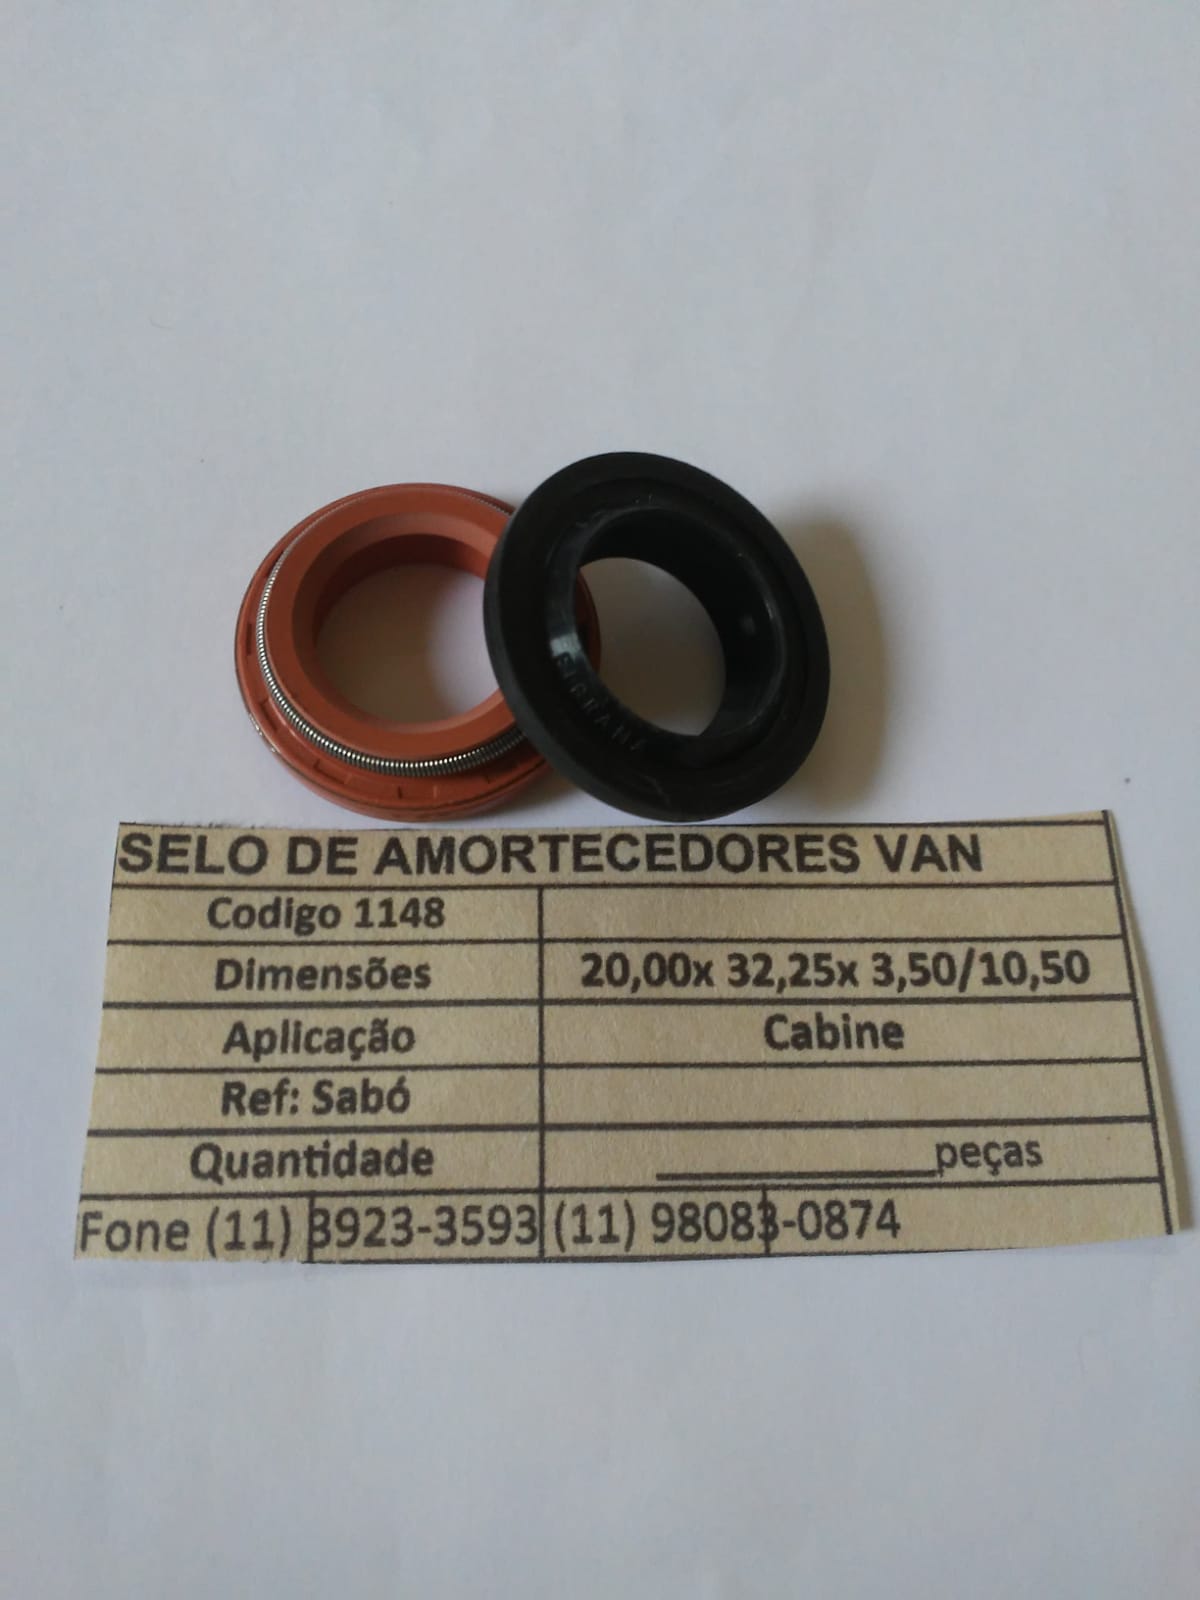 SELO DE AMORTECEDORES VAN
Codigo 1148
Dimensões 20,00x 32,25x 3,50/10,50
Aplicação Cabine
Ref: Sabó
Quantidade ____________peças
Fone (11) 3923-3593 (11) 98083-0874